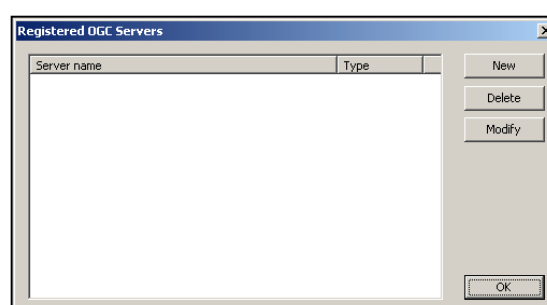 Registered OGC Servers
Server name Type
New
Delete
Modify
OK